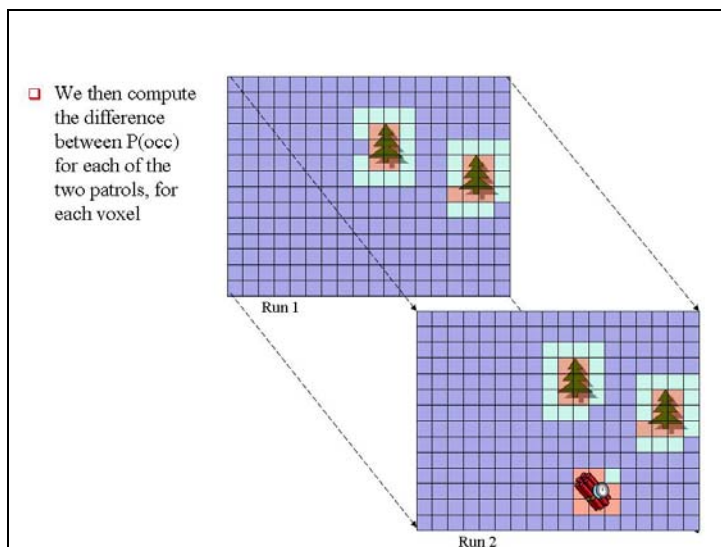 We then compute
the difference
between P(occ)
for each of the
two patrols, for
each voxel
Run 1
Run 2